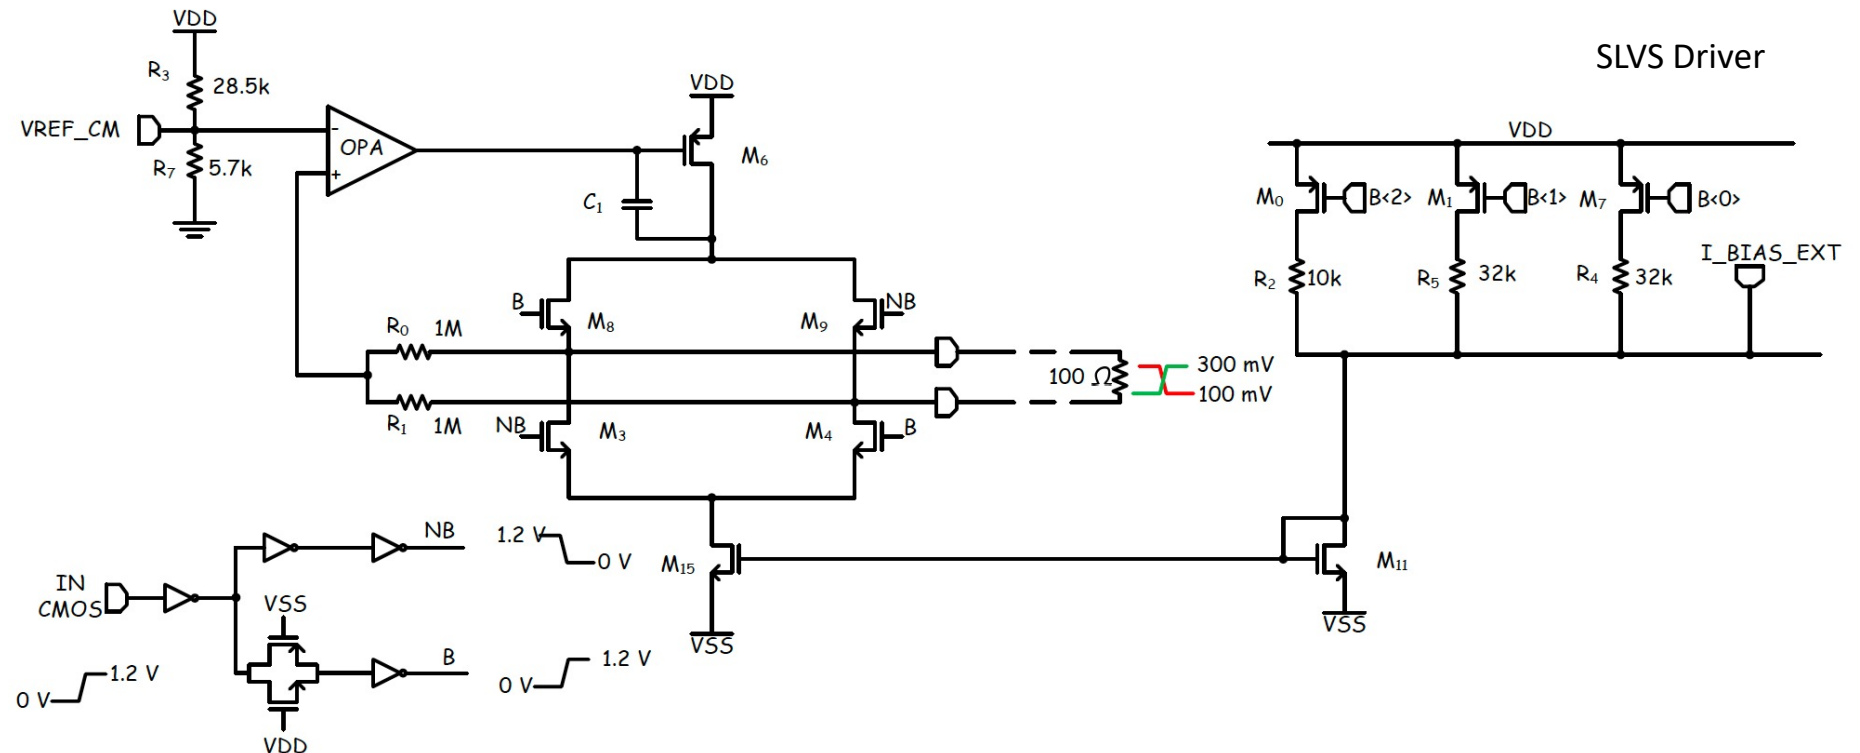 SLVS Driver
VDD
R3
28.5k
VREF_CM
R7
5.7k
-
OPA
+
VDD
M6
C1
B
M8
M9
NB
R0
1M
R1
1M
NB
M3
M4
B
100 Ω
300 mV
100 mV
VDD
M0
B<2>
M1
B<1>
M7
B<0>
R2
10k
R5
32k
R4
32k
I_BIAS_EXT
M15
VSS
M11
VSS
IN
CMOS
0 V
1.2 V
VSS
VDD
NB
1.2 V
0 V
B
0 V
1.2 V